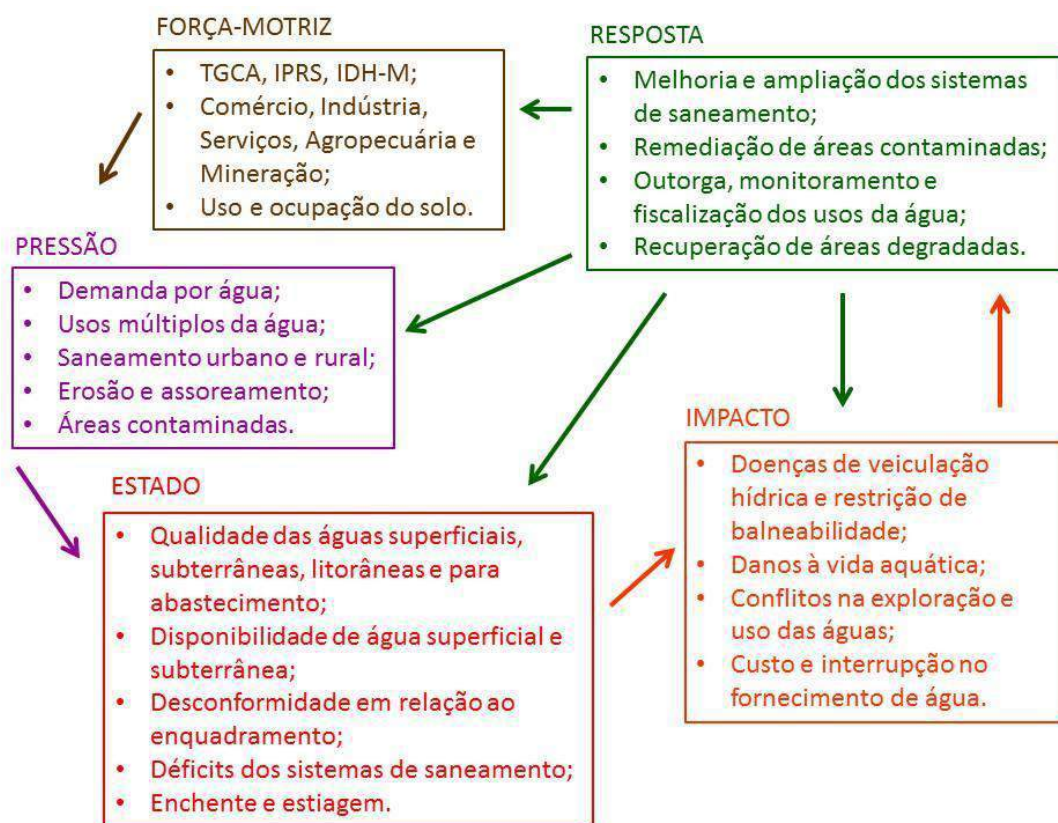 FORÇA-MOTRIZ
• TGCA, IPRS, IDH-M;
• Comércio, Indústria,
Serviços, Agropecuária e
Mineração;
• Uso e ocupação do solo.
RESPOSTA
• Melhoria e ampliação dos sistemas
de saneamento;
• Remediação de áreas contaminadas;
• Outorga, monitoramento e
fiscalização dos usos da água;
• Recuperação de áreas degradadas.
PRESSÃO
• Demanda por água;
• Usos múltiplos da água;
• Saneamento urbano e rural;
• Erosão e assoreamento;
• Áreas contaminadas.
IMPACTO
• Doenças de veiculação
hídrica e restrição de
balneabilidade;
• Danos à vida aquática;
• Conflitos na exploração e
uso das águas;
• Custo e interrupção no
fornecimento de água.
ESTADO
• Qualidade das águas superficiais,
subterrâneas, litorâneas e para
abastecimento;
• Disponibilidade de água superficial e
subterrânea;
• Desconformidade em relação ao
enquadramento;
• Déficits dos sistemas de saneamento;
• Enchente e estiagem.